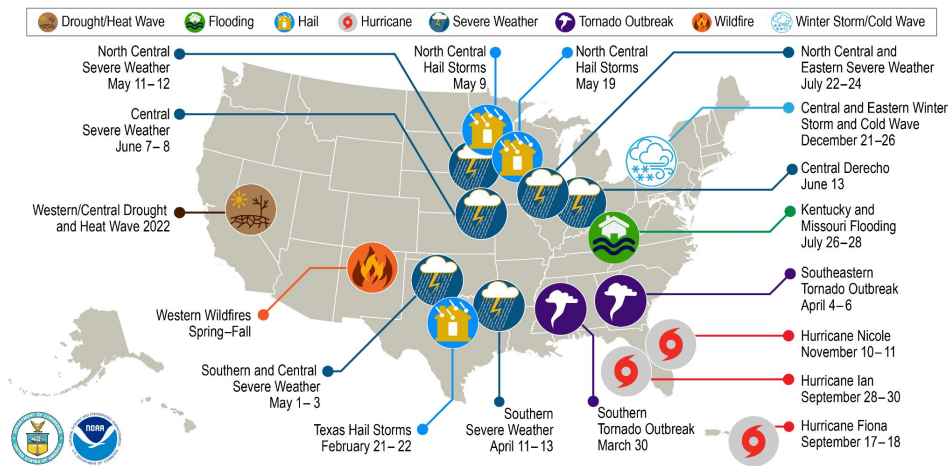 Drought/Heat Wave
Flooding
Hail
Hurricane
Severe Weather
Tornado Outbreak
Wildfire
Winter Storm/Cold Wave
North Central
Severe Weather
May 11–12
North Central
Hail Storms
May 9
North Central
Hail Storms
May 19
North Central and
Eastern Severe Weather
July 22–24
Central
Severe Weather
June 7–8
Central and Eastern Winter
Storm and Cold Wave
December 21–26
Central Derecho
June 13
Western/Central Drought
and Heat Wave 2022
Kentucky and
Missouri Flooding
July 26–28
Southeastern
Tornado Outbreak
April 4–6
Western Wildfires
Spring–Fall
Hurricane Nicole
November 10–11
Southern and Central
Severe Weather
May 1–3
Hurricane Ian
September 28–30
Texas Hail Storms
February 21–22
Southern
Severe Weather
April 11–13
Southern
Tornado Outbreak
March 30
Hurricane Fiona
September 17–18
NOAA